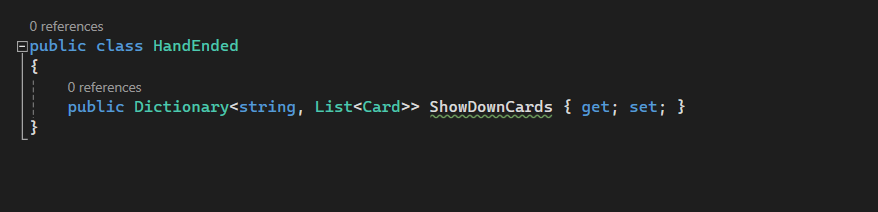 0 references
public class HandEnded
{
0 references
public Dictionary<string, List<Card>> ShowDownCards { get; set; }
}